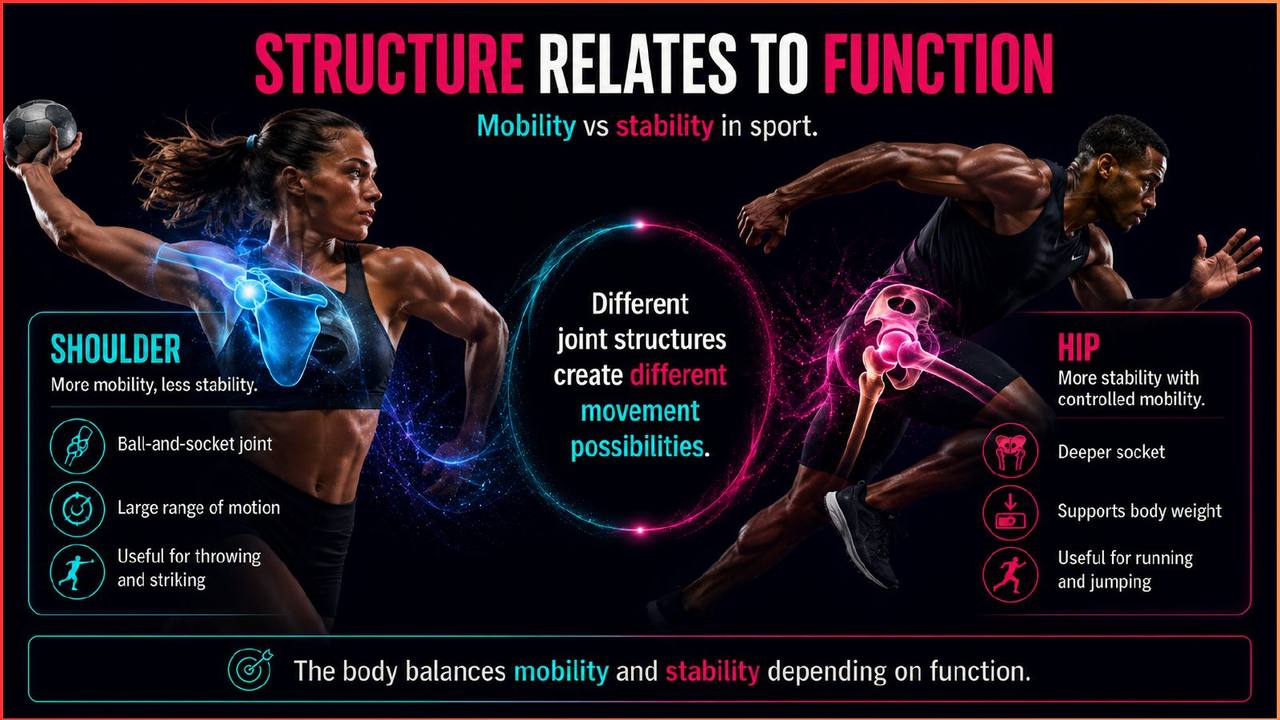 STRUCTURE RELATES TO FUNCTION
Mobility vs stability in sport.
SHOULDER
More mobility, less stability.
Ball-and-socket joint
Large range of motion
Useful for throwing
and striking
Different
joint structures
create different
movement
possibilities.
HIP
More stability with
controlled mobility.
Deeper socket
Supports body weight
Useful for running
and jumping
The body balances mobility and stability depending on function.